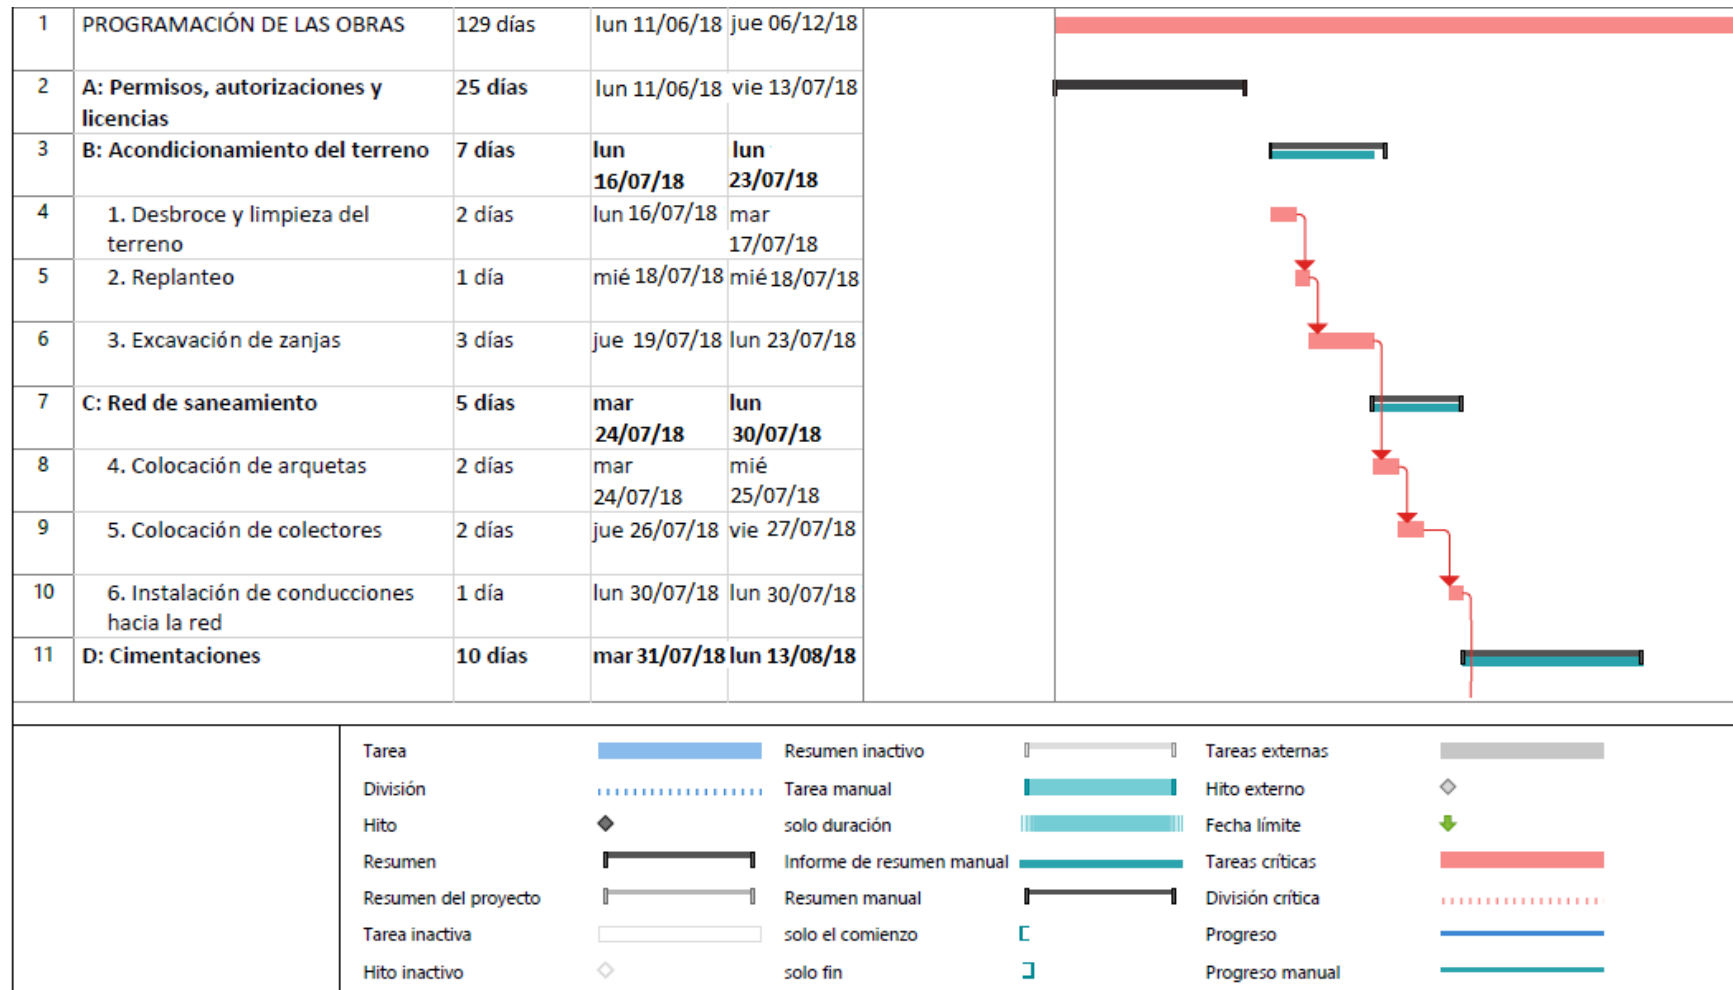 1 PROGRAMACIÓN DE LAS OBRAS 129 días lun 11/06/18 jue 06/12/18
2 A: Permisos, autorizaciones y 25 días lun 11/06/18 vie 13/07/18
licencias
3 B: Acondicionamiento del terreno 7 días lun lun
16/07/18 23/07/18
4 1. Desbroce y limpieza del 2 días lun 16/07/18 mar
terreno 17/07/18
5 2. Replanteo 1 día mié 18/07/18 mié 18/07/18
6 3. Excavación de zanjas 3 días jue 19/07/18 lun 23/07/18
7 C: Red de saneamiento 5 días mar lun
24/07/18 30/07/18
8 4. Colocación de arquetas 2 días mar mié
24/07/18 25/07/18
9 5. Colocación de colectores 2 días jue 26/07/18 vie 27/07/18
10 6. Instalación de conducciones 1 día lun 30/07/18 lun 30/07/18
hacia la red
11 D: Cimentaciones 10 días mar 31/07/18 lun 13/08/18
Tarea Resumen inactivo Tareas externas
División Tarea manual Hito externo
Hito solo duración Fecha límite
Resumen Informe de resumen manual Tareas críticas
Resumen del proyecto Resumen manual División crítica
Tarea inactiva solo el comienzo Progreso
Hito inactivo solo fin Progreso manual